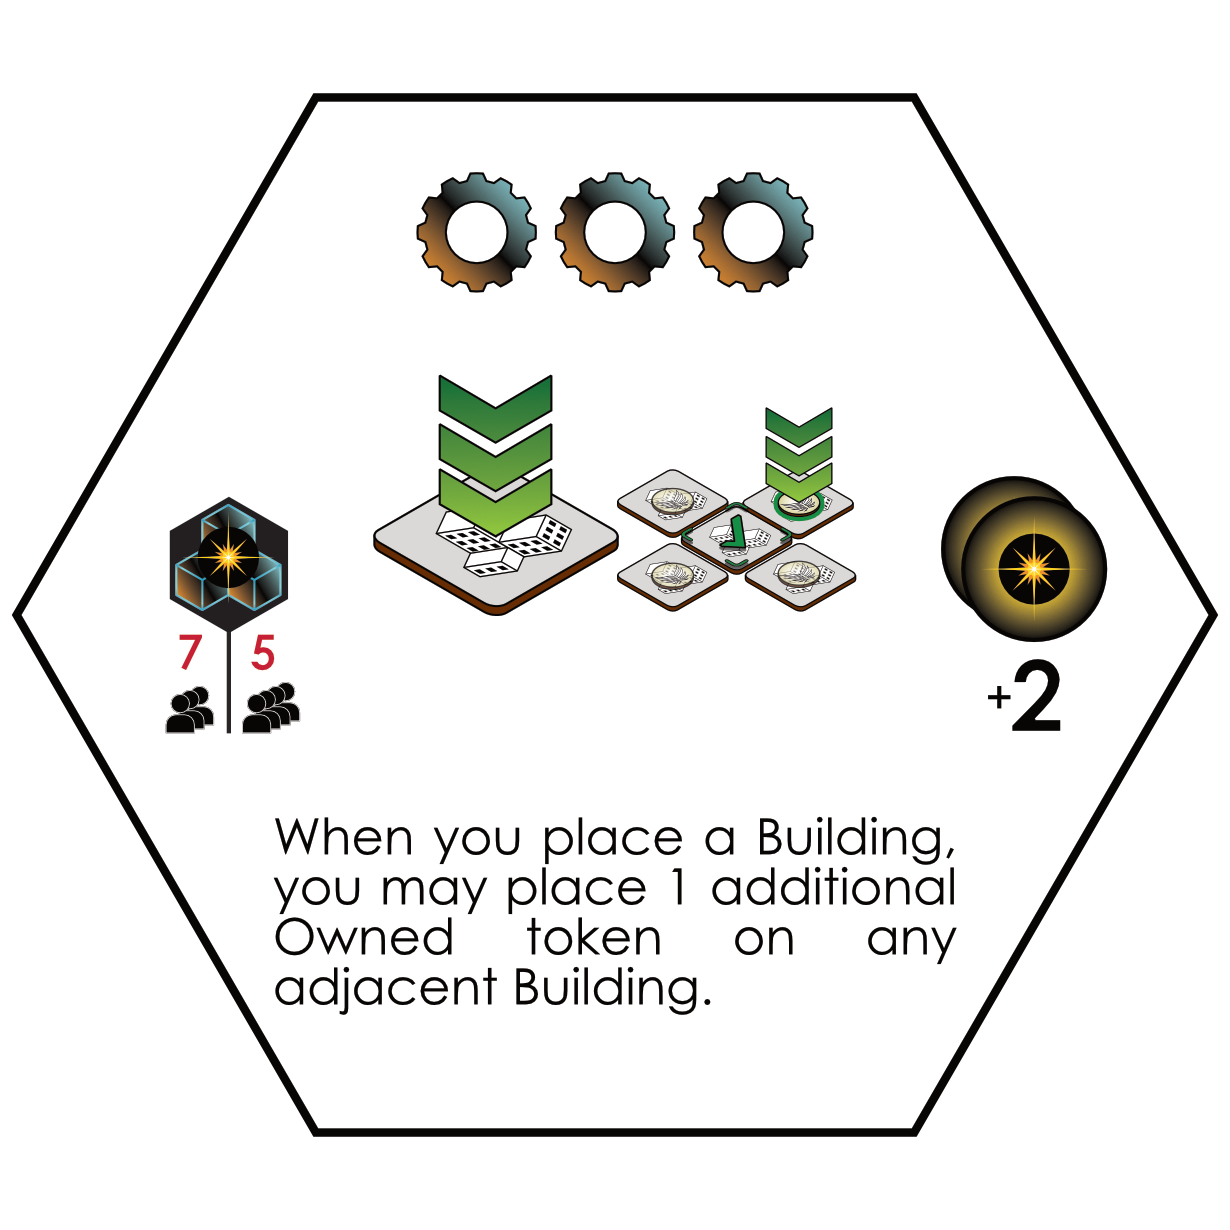 7 5
+2
When you place a Building,
you may place 1 additional
Owned token on any
adjacent Building.